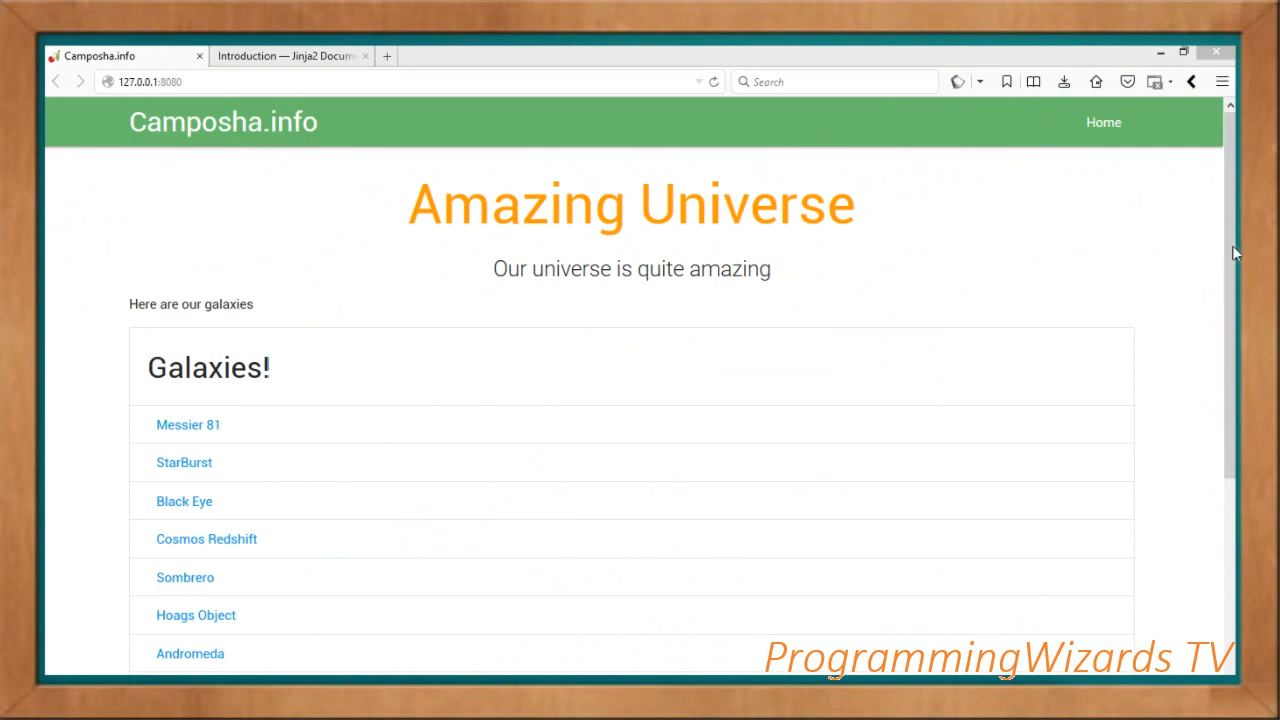 Camposha.info
Introduction — Jinja2 Docum
127.0.0.1:8080
Search
Camposha.info
Home
Amazing Universe
Our universe is quite amazing
Here are our galaxies
Galaxies!
Messier 81
StarBurst
Black Eye
Cosmos Redshift
Sombrero
Hoags Object
Andromeda
ProgrammingWizards TV